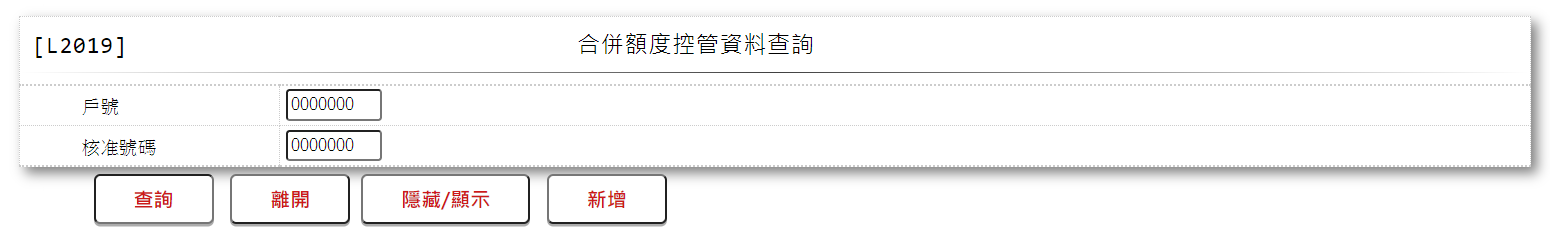 [L2019] 合併額度控管資料查詢
戶號 0000000
核准號碼 0000000
查詢 離開 隱藏/顯示 新增